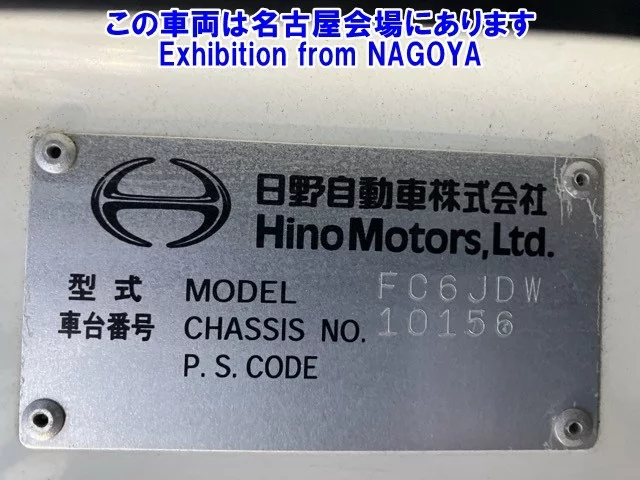 この車両は名古屋会場にあります
Exhibition from NAGOYA
日野自動車株式会社
Hino Motors, Ltd.
型式 MODEL FC6JDW
車台番号 CHASSIS NO. 10156
P. S. CODE